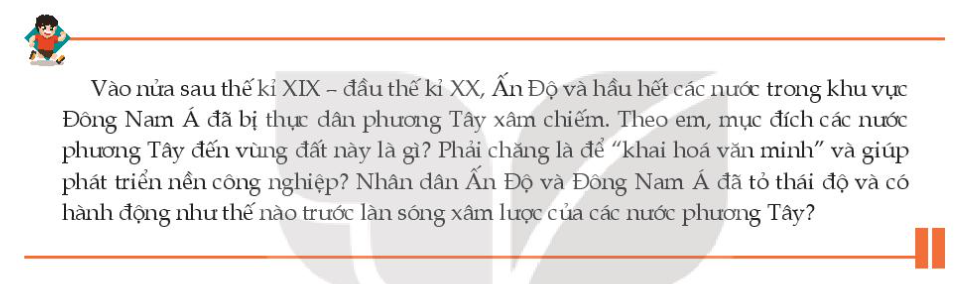 Vào nửa sau thế kỉ XIX – đầu thế kỉ XX, Ấn Độ và hầu hết các nước trong khu vực
Đông Nam Á đã bị thực dân phương Tây xâm chiếm. Theo em, mục đích các nước
phương Tây đến vùng đất này là gì? Phải chăng là để “khai hoá văn minh” và giúp
phát triển nền công nghiệp? Nhân dân Ấn Độ và Đông Nam Á đã tỏ thái độ và có
hành động như thế nào trước làn sóng xâm lược của các nước phương Tây?